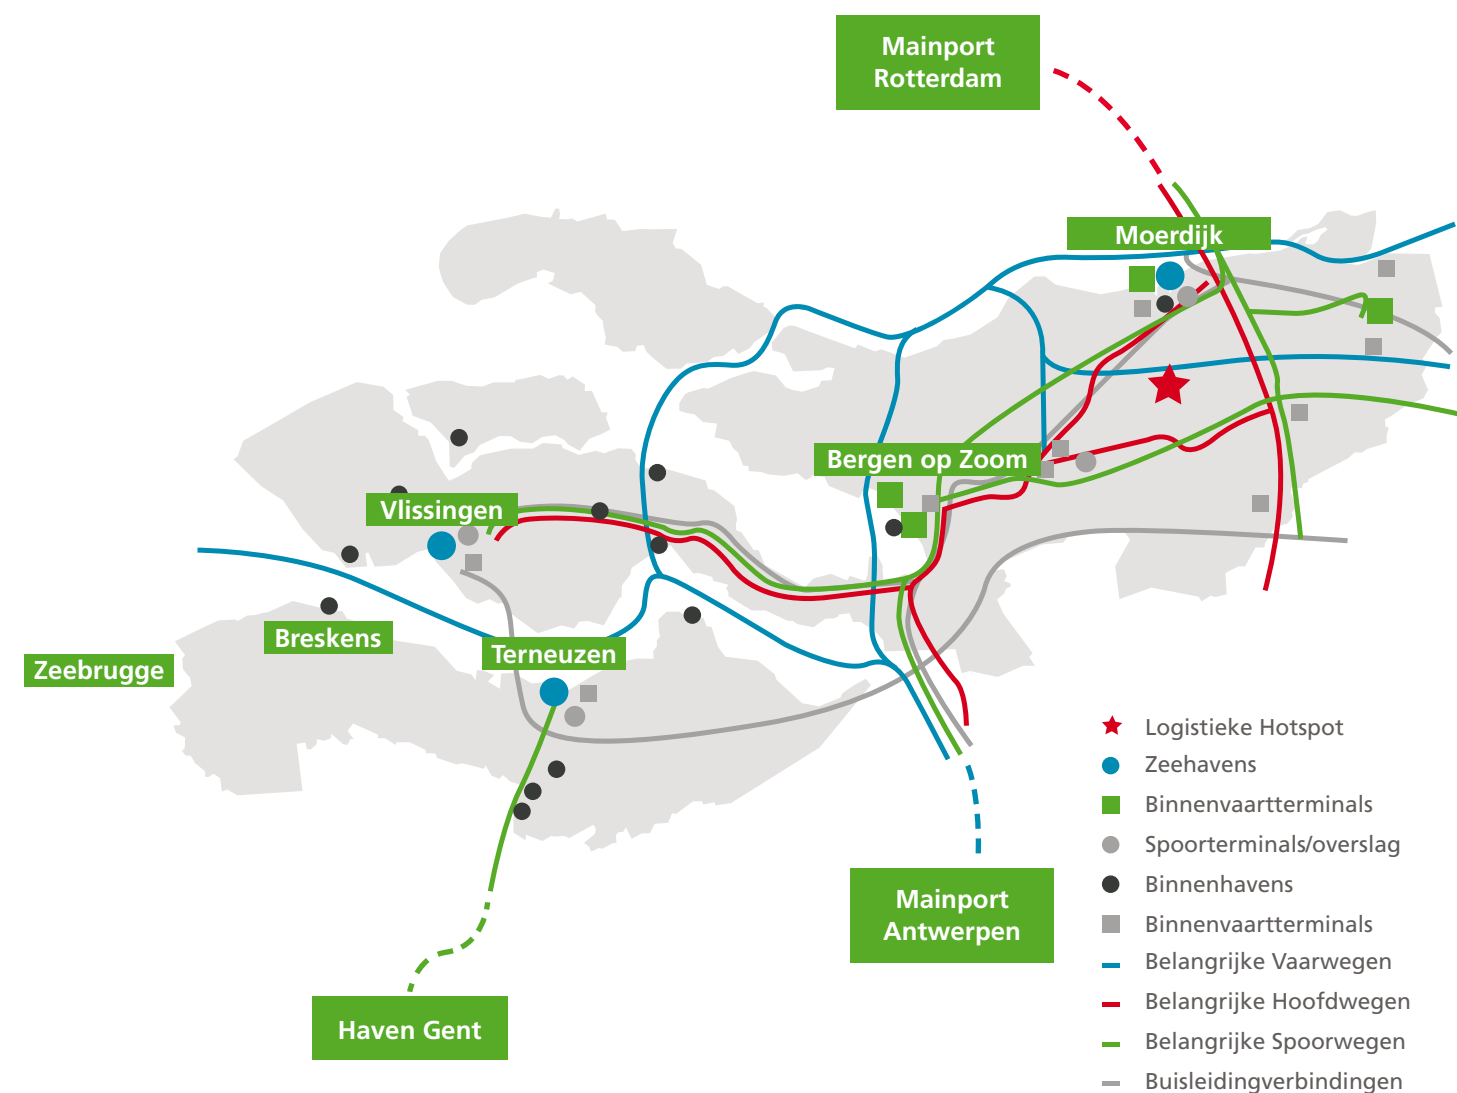 Mainport
Rotterdam
Moerdijk
Bergen op Zoom
Vlissingen
Breskens
Terneuzen
Zeebrugge
Logistieke Hotspot
Zeehavens
Binnenvaartterminals
Spoorterminals/overslag
Binnenhavens
Binnenvaartterminals
Belangrijke Vaarwegen
Belangrijke Hoofdwegen
Belangrijke Spoorwegen
Buisleidingverbindingen
Mainport
Antwerpen
Haven Gent